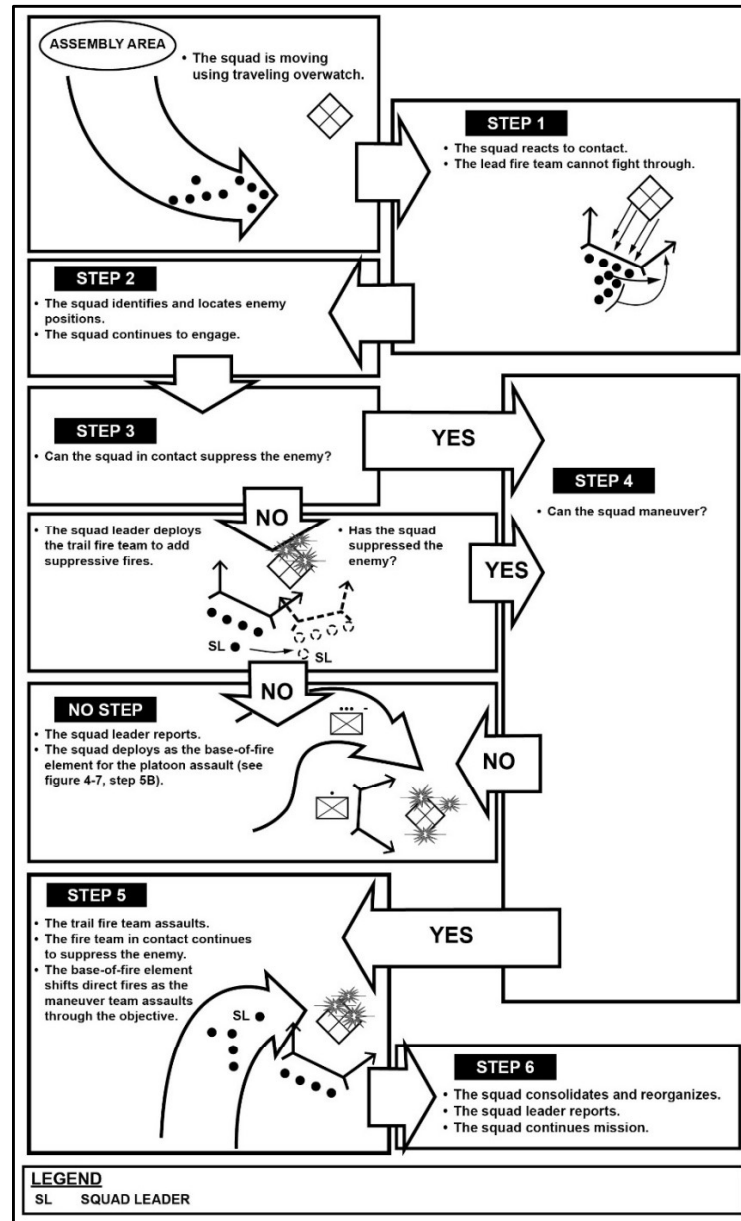 ASSEMBLY AREA
• The squad is moving
using traveling overwatch.
STEP 1
• The squad reacts to contact.
• The lead fire team cannot fight through.
STEP 2
• The squad identifies and locates enemy
positions.
• The squad continues to engage.
STEP 3
• Can the squad in contact suppress the enemy?
YES
STEP 4
• Can the squad maneuver?
NO
• The squad leader deploys
the trail fire team to add
suppressive fires.
• Has the squad
suppressed the
enemy?
YES
SL
SL
NO
NO STEP
• The squad leader reports.
• The squad deploys as the base-of-fire
element for the platoon assault (see
figure 4-7, step 5B).
NO
STEP 5
• The trail fire team assaults.
• The fire team in contact continues
to suppress the enemy.
• The base-of-fire element
shifts direct fires as the
maneuver team assaults
through the objective.
YES
SL
STEP 6
• The squad consolidates and reorganizes.
• The squad leader reports.
• The squad continues mission.
LEGEND
SL SQUAD LEADER